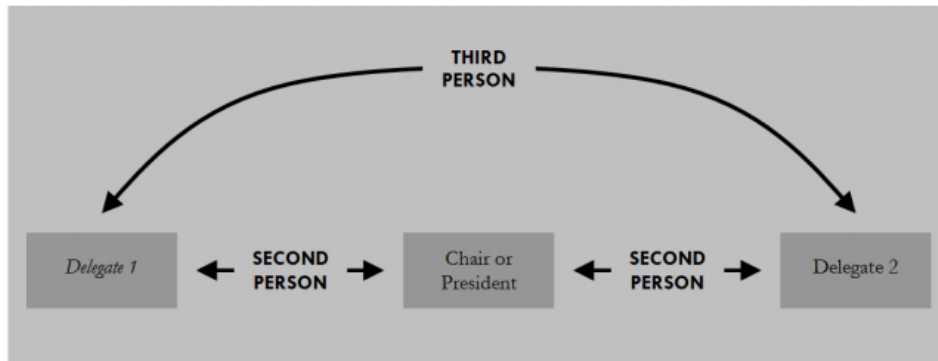 THIRD
PERSON
Delegate 1
SECOND
PERSON
Chair or
President
SECOND
PERSON
Delegate 2